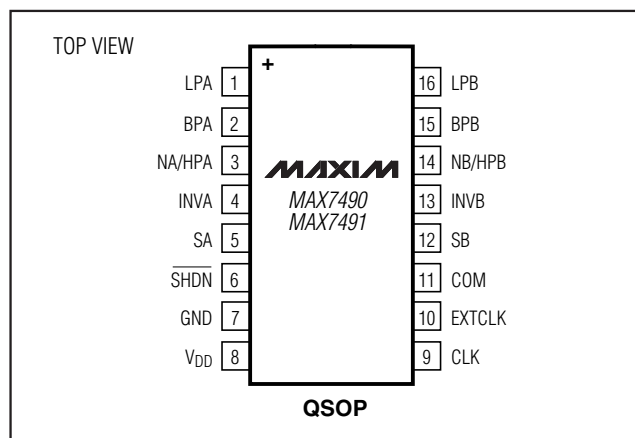 TOP VIEW
+
LPA 1
16 LPB
BPA 2
15 BPB
NA/HPA 3
14 NB/HPB
MAXIM
INVA 4
13 INVB
MAX7490
MAX7491
SA 5
12 SB
SHDN 6
11 COM
GND 7
10 EXTCLK
VDD 8
9 CLK
QSOP